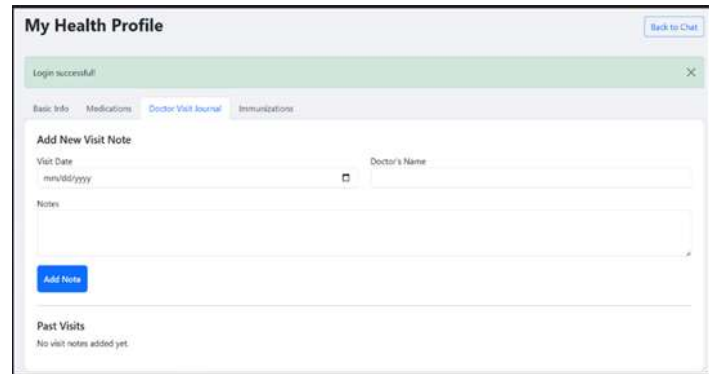 My Health Profile
Back to Chat
Login successful!
Basic Info Medications Doctor Visit Journal Immunizations
Add New Visit Note
Visit Date Doctor's Name
mm/dd/yyyy
Notes
Add Note
Past Visits
No visit notes added yet.